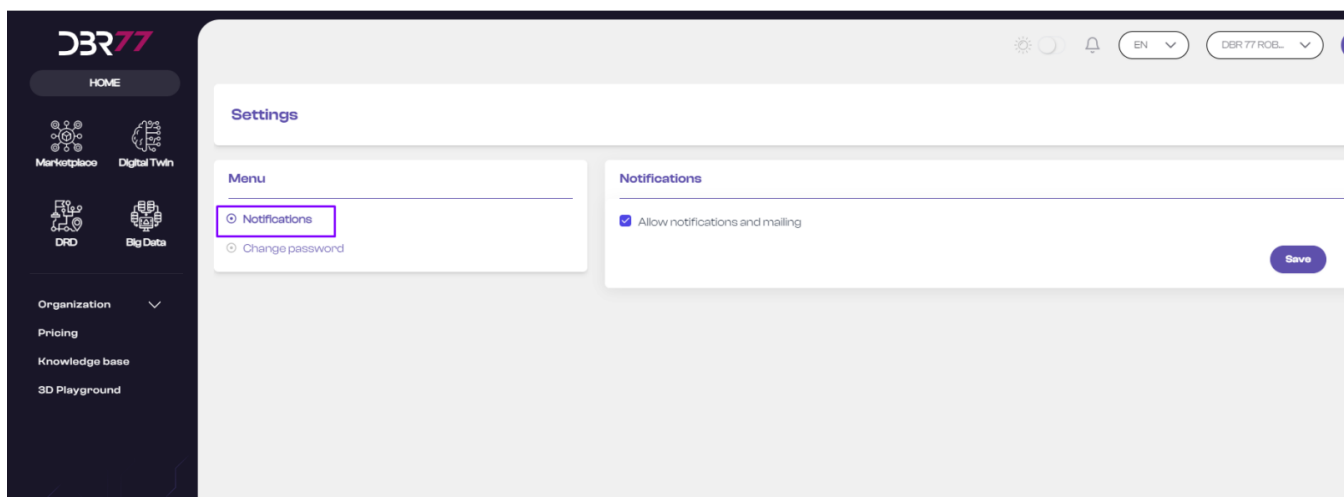 DBR77
HOME
Marketplace
Digital Twin
DRD
Big Data
Organization
Pricing
Knowledge base
3D Playground
EN
DBR 77 ROB...
Settings
Menu
Notifications
Change password
Notifications
Allow notifications and mailing
Save